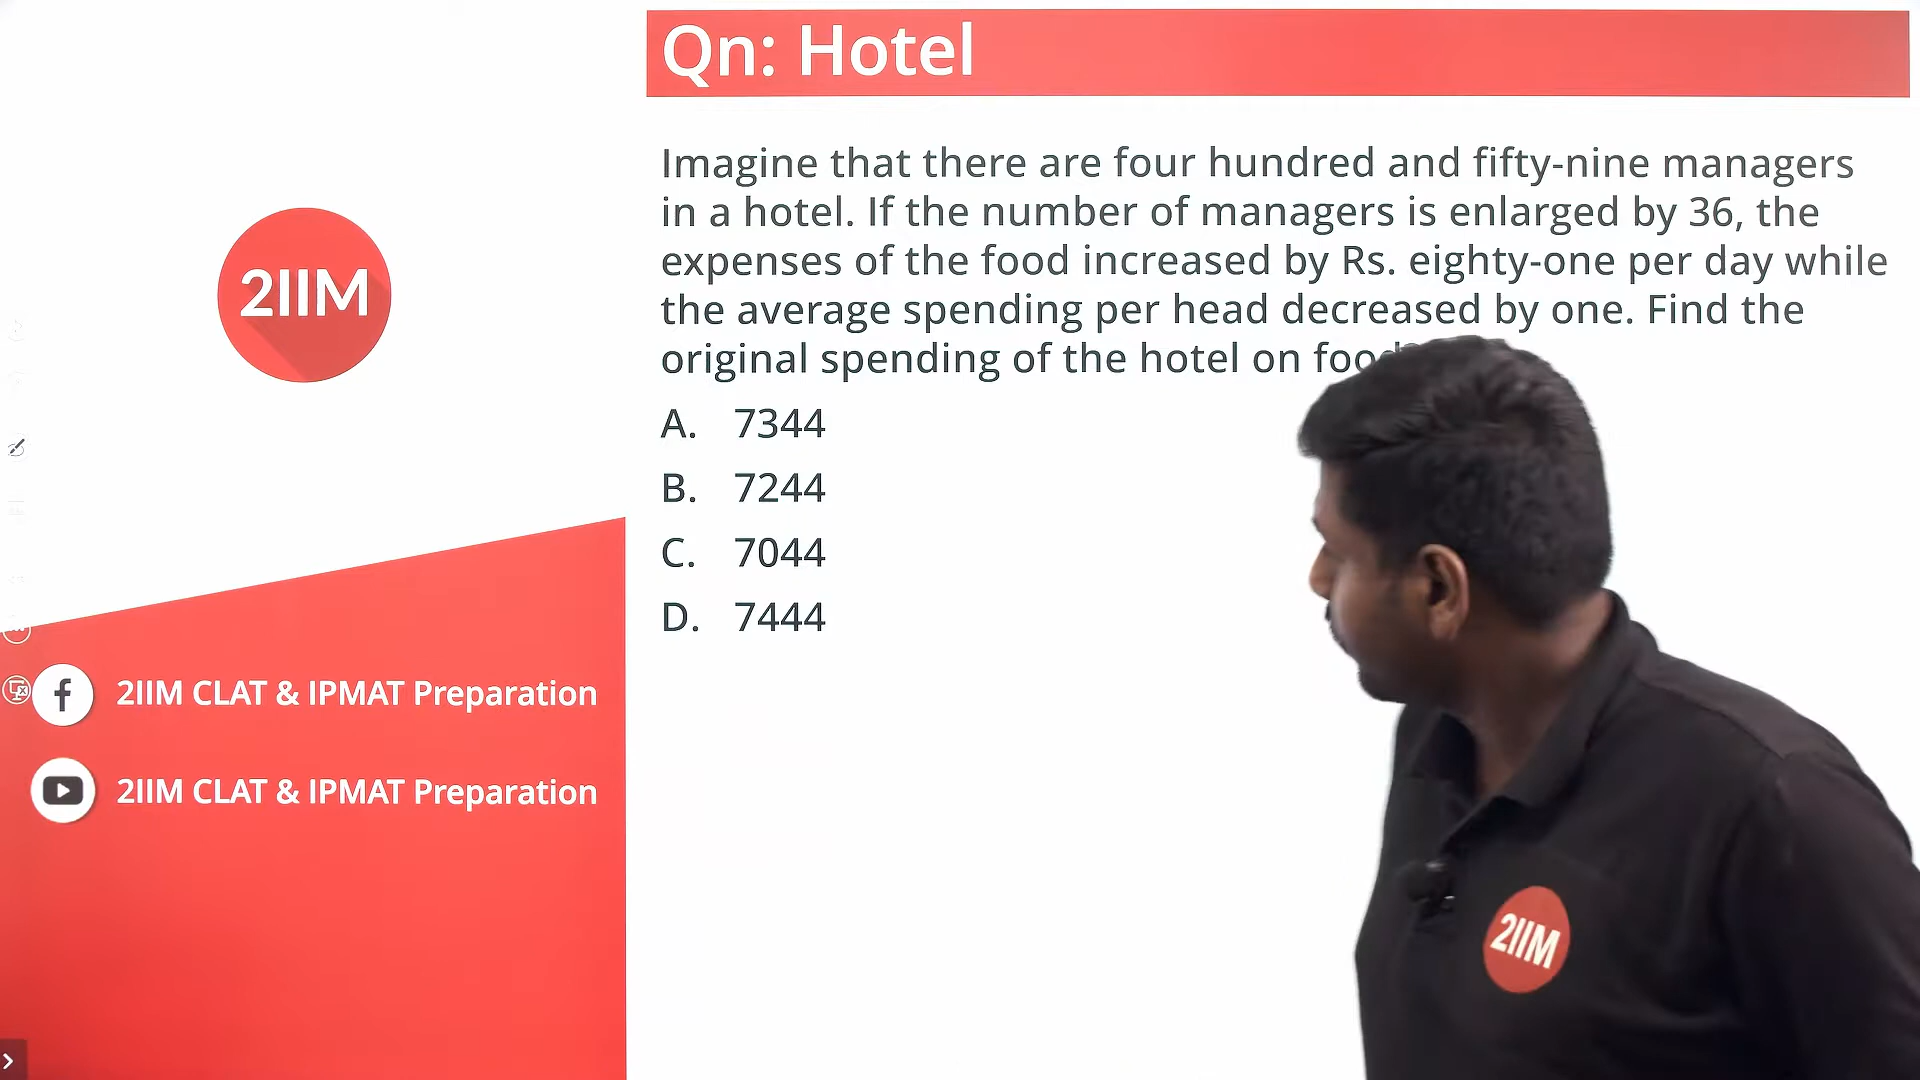 Qn: Hotel
Imagine that there are four hundred and fifty-nine managers
in a hotel. If the number of managers is enlarged by 36, the
expenses of the food increased by Rs. eighty-one per day while
the average spending per head decreased by one. Find the
original spending of the hotel on
A. 7344
B. 7244
C. 7044
D. 7444
2IIM
2IIM CLAT & IPMAT Preparation
2IIM CLAT & IPMAT Preparation
2IIM